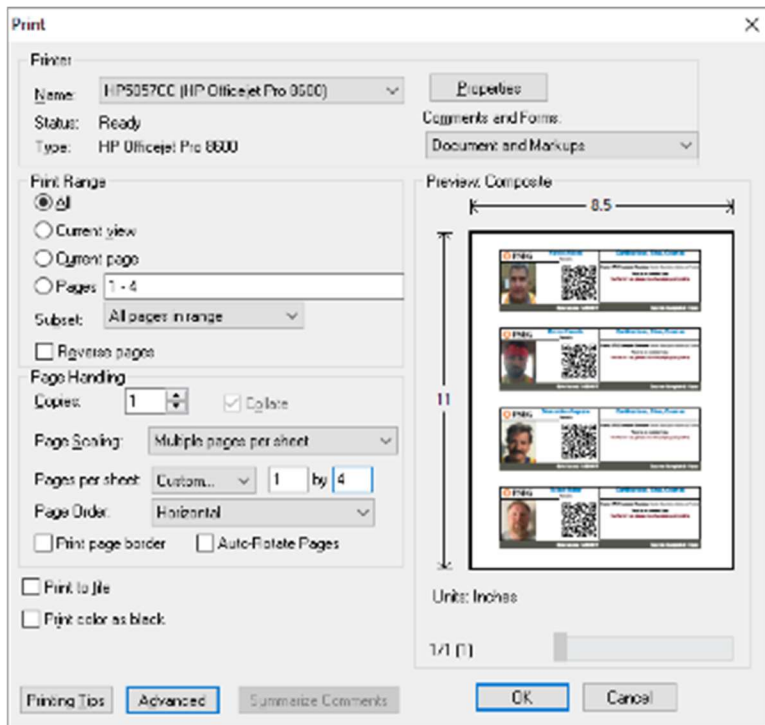 Print
Printer
Name: HP5057CC (HP Officejet Pro 8600)
Properties
Status: Ready
Type: HP Officejet Pro 8600
Comments and Forms:
Document and Markups
Print Range
All
Current view
Current page
Pages 1 - 4
Subset: All pages in range
Reverse pages
Page Handling
Copies: 1
Collate
Page Scaling: Multiple pages per sheet
Pages per sheet: Custom... 1 by 4
Page Order: Horizontal
Print page border
Auto-Rotate Pages
Print to file
Print color as black
Preview: Composite
8.5
11
Units: Inches
1/1 (1)
Printing Tips
Advanced
Summarize Comments
OK
Cancel